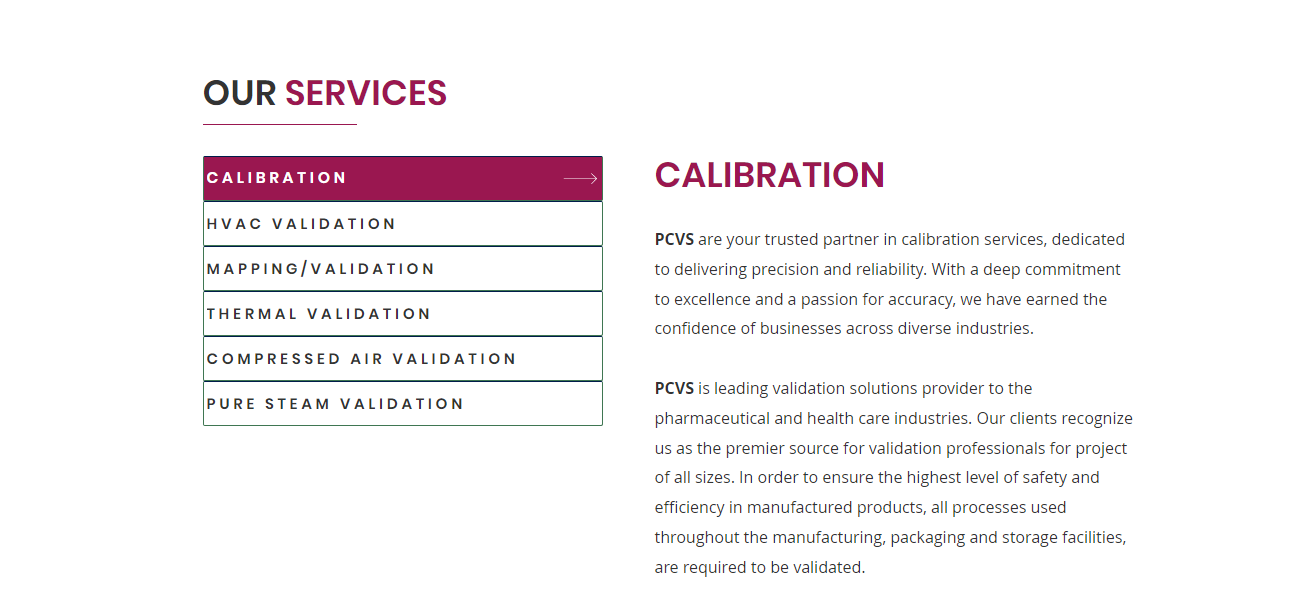 OUR SERVICES
CALIBRATION
HVAC VALIDATION
MAPPING/VALIDATION
THERMAL VALIDATION
COMPRESSED AIR VALIDATION
PURE STEAM VALIDATION
CALIBRATION
PCVS are your trusted partner in calibration services, dedicated
to delivering precision and reliability. With a deep commitment
to excellence and a passion for accuracy, we have earned the
confidence of businesses across diverse industries.
PCVS is leading validation solutions provider to the
pharmaceutical and health care industries. Our clients recognize
us as the premier source for validation professionals for project
of all sizes. In order to ensure the highest level of safety and
efficiency in manufactured products, all processes used
throughout the manufacturing, packaging and storage facilities,
are required to be validated.